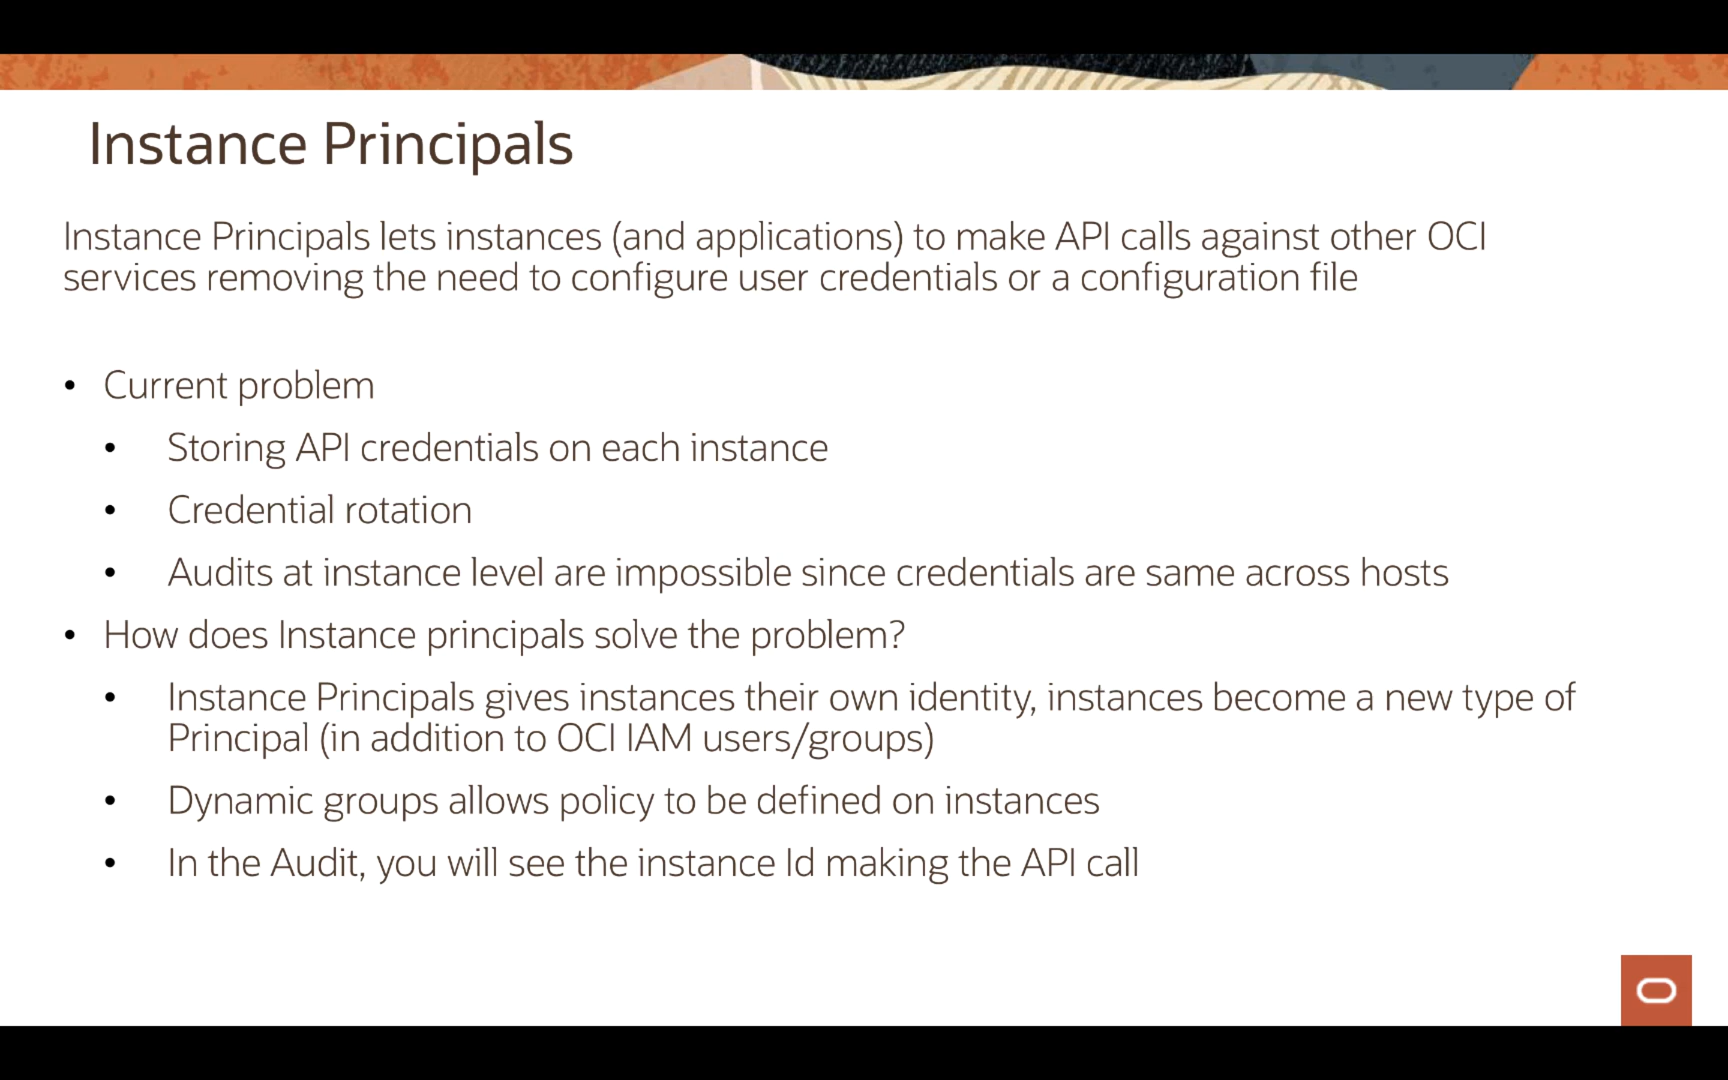 Instance Principals
Instance Principals lets instances (and applications) to make API calls against other OCI
services removing the need to configure user credentials or a configuration file
• Current problem
• Storing API credentials on each instance
• Credential rotation
• Audits at instance level are impossible since credentials are same across hosts
• How does Instance principals solve the problem?
• Instance Principals gives instances their own identity, instances become a new type of
Principal (in addition to OCI IAM users/groups)
• Dynamic groups allows policy to be defined on instances
• In the Audit, you will see the instance Id making the API call